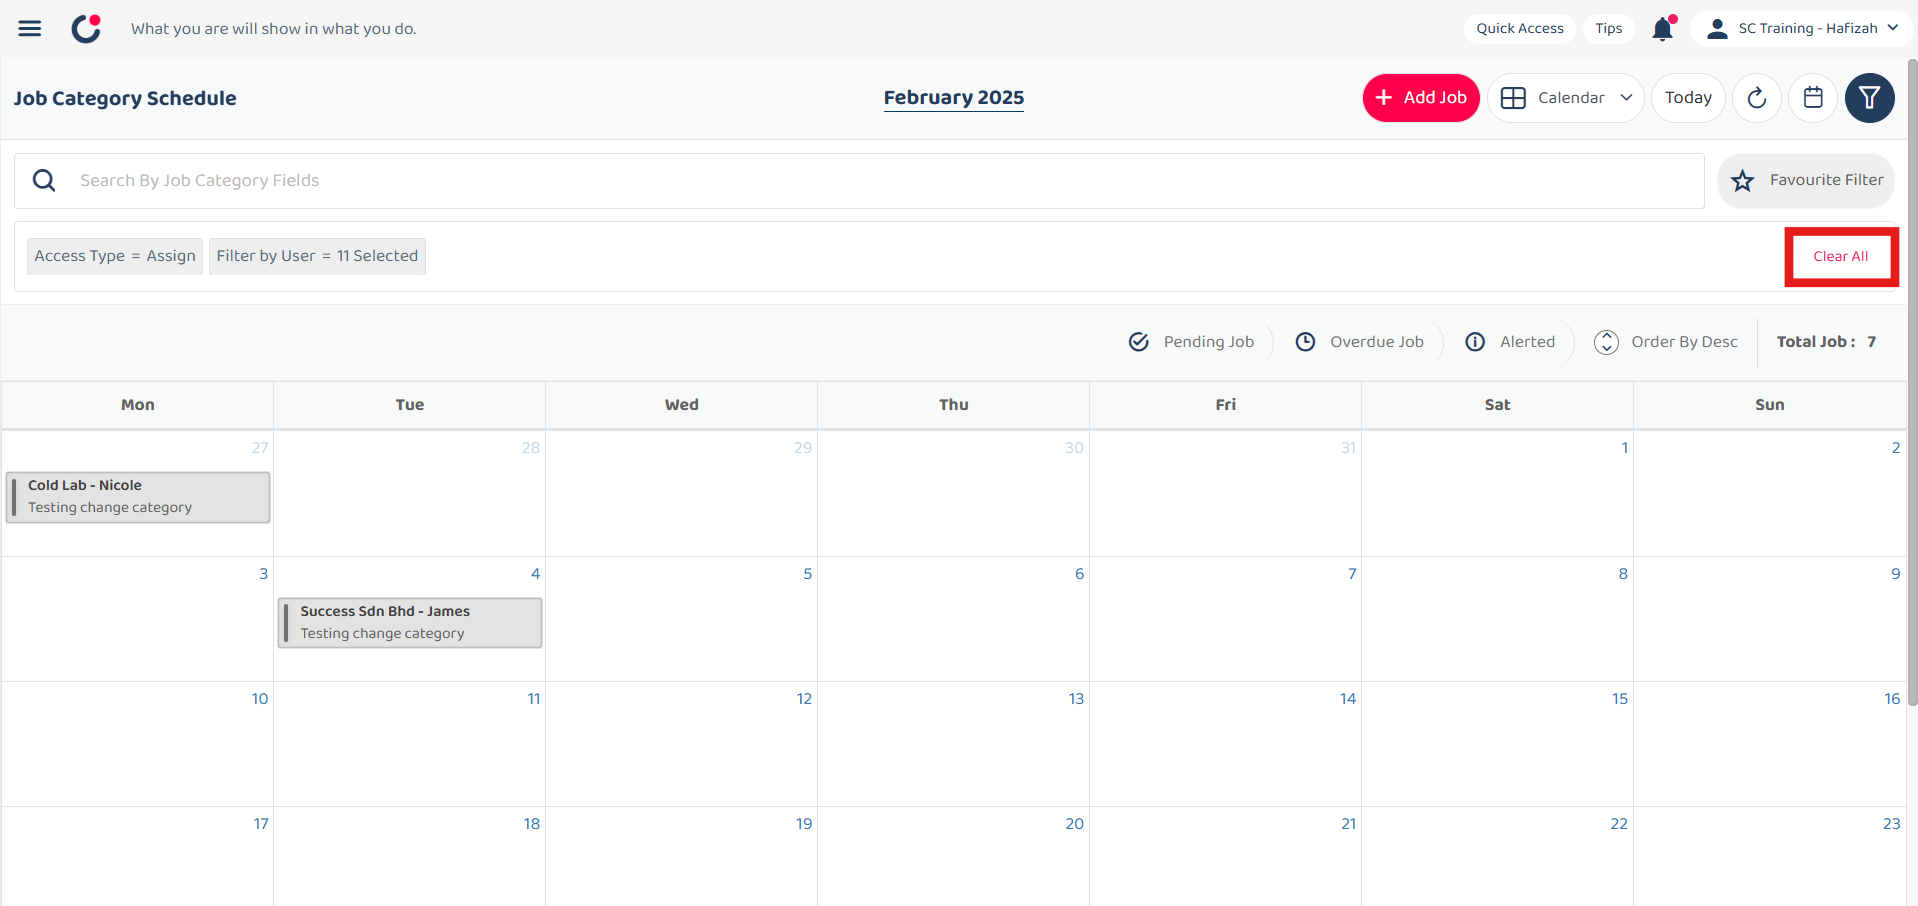 What you are will show in what you do.
Quick Access
Tips
SC Training - Hafizah
Job Category Schedule
February 2025
+ Add Job
Calendar
Today
Search By Job Category Fields
Favourite Filter
Access Type = Assign
Filter by User = 11 Selected
Clear All
Pending Job
Overdue Job
Alerted
Order By Desc
Total Job : 7
Mon Tue Wed Thu Fri Sat Sun
27 28 29 30 31 1 2
Cold Lab - Nicole
Testing change category
3 4 5 6 7 8 9
Success Sdn Bhd - James
Testing change category
10 11 12 13 14 15 16
17 18 19 20 21 22 23